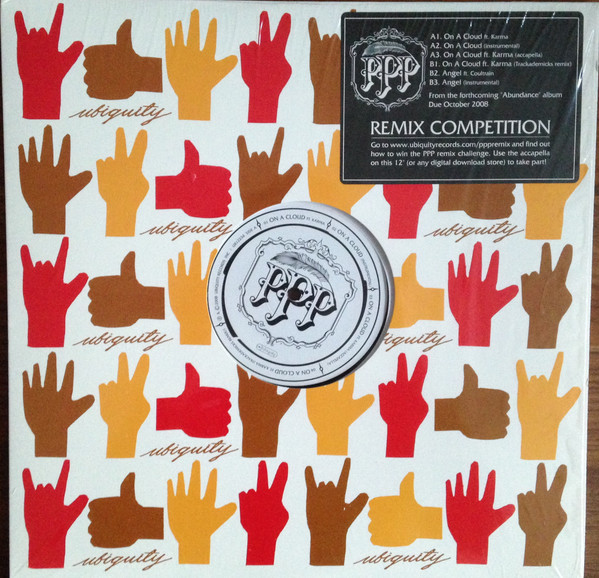 PPP
A1. On A Cloud ft. Karma
A2. On A Cloud (Instrumental)
A3. On A Cloud ft. Karma (accapella)
B1. On A Cloud ft. Karma (Trackademicks remix)
B2. Angel ft. Coultrain
B3. Angel (Instrumental)
From the forthcoming 'Abundance' album
Due October 2008
REMIX COMPETITION
Go to www.ubiquityrecords.com/pppremix and find out
how to win the PPP remix challenge. Use the accapella
on this 12' (or any digital download store) to take part!
ubiquity
ubiquity
ubiquity
ON A CLOUD
ON A CLOUD
PPP
ON A CLOUD
ubiquity
ubiquity
ubiquity
ubiquity
ubiquity